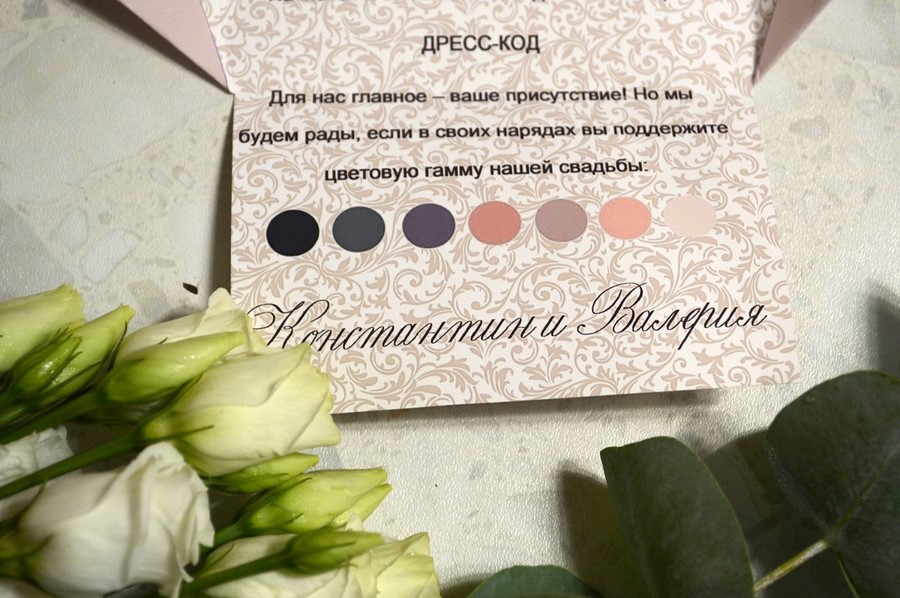 ДРЕСС-КОД
Для нас главное – ваше присутствие! Но мы
будем рады, если в своих нарядах вы поддержите
цветовую гамму нашей свадьбы:
Константин и Валерия